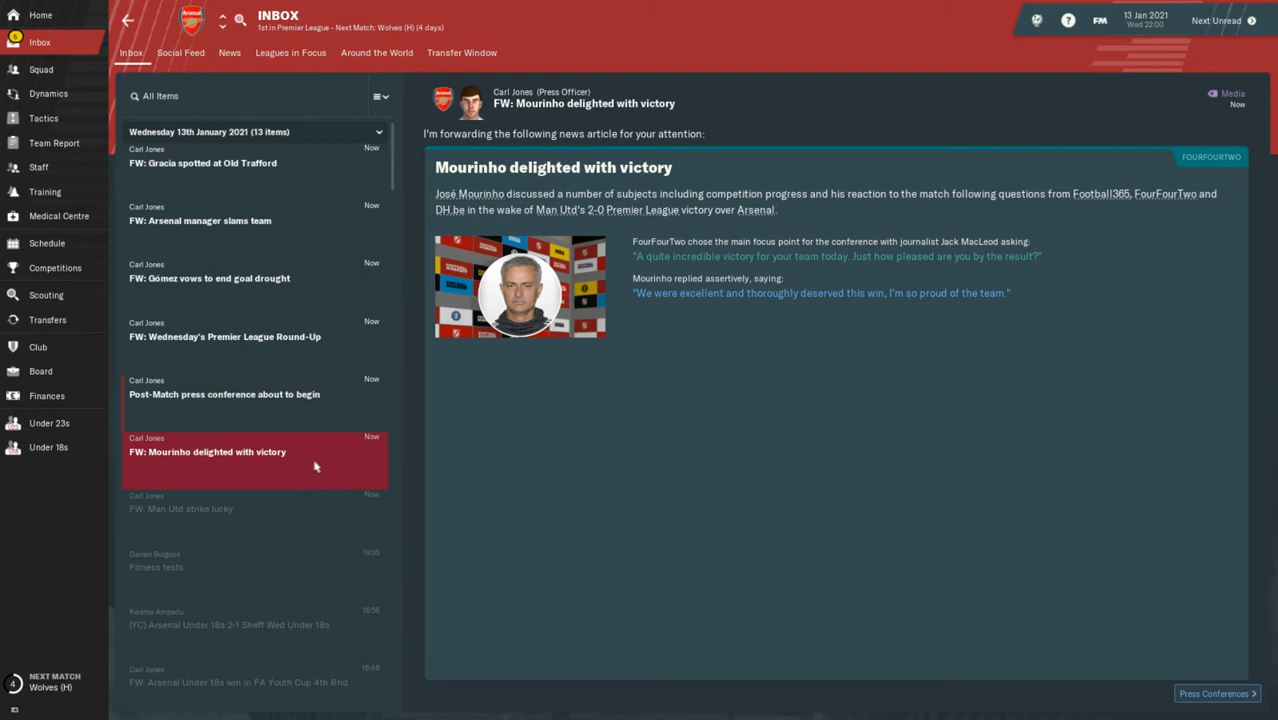 Home
5
Inbox
Squad
Dynamics
Tactics
Team Report
Staff
Training
Medical Centre
Schedule
Competitions
Scouting
Transfers
Club
Board
Finances
Under 23s
Under 18s
4
NEXT MATCH
Wolves (H)
Arsenal
INBOX
1st in Premier League - Next Match: Wolves (H) (4 days)
? FM
13 Jan 2021
Wed 22:00
Next Unread
Inbox Social Feed News Leagues in Focus Around the World Transfer Window
All Items
Wednesday 13th January 2021 (13 items)
Carl Jones Now
FW: Gracia spotted at Old Trafford
Carl Jones Now
FW: Arsenal manager slams team
Carl Jones Now
FW: Gómez vows to end goal drought
Carl Jones Now
FW: Wednesday's Premier League Round-Up
Carl Jones Now
Post-Match press conference about to begin
Carl Jones Now
FW: Mourinho delighted with victory
Carl Jones Now
FW: Man Utd strike lucky
Darren Burgess 19:35
Fitness tests
Kwame Ampadu 16:56
(YC) Arsenal Under 18s 2-1 Sheff Wed Under 18s
Carl Jones 16:46
FW: Arsenal Under 18s win in FA Youth Cup 4th Rnd
Arsenal
Carl Jones (Press Officer)
FW: Mourinho delighted with victory
Media
Now
I'm forwarding the following news article for your attention:
FOURFOURTWO
Mourinho delighted with victory
José Mourinho discussed a number of subjects including competition progress and his reaction to the match following questions from Football365, FourFourTwo and
DH.be in the wake of Man Utd's 2-0 Premier League victory over Arsenal.
FourFourTwo chose the main focus point for the conference with journalist Jack MacLeod asking:
"A quite incredible victory for your team today. Just how pleased are you by the result?"
Mourinho replied assertively, saying:
"We were excellent and thoroughly deserved this win, I'm so proud of the team."
Press Conferences